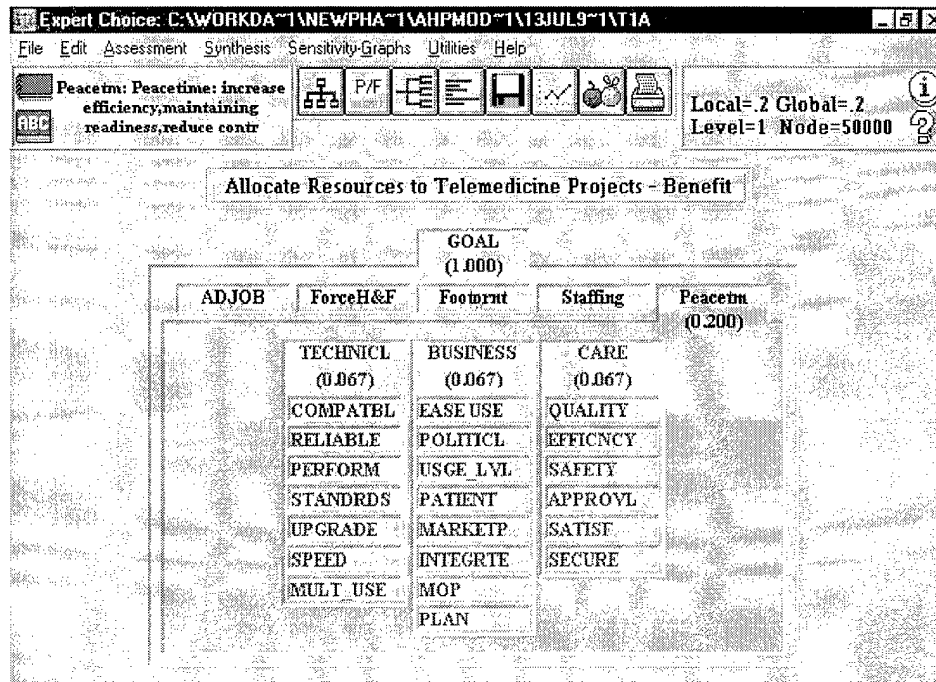 Expert Choice: C:\WORKDA~1\NEWPHA~1\AHPMOD~1\13JUL9~1\T1A
File Edit Assessment Synthesis Sensitivity-Graphs Utilities Help
Peacetm: Peacetime: increase
efficiency,maintaining
readiness,reduce contr
ABC
P/F
Local=.2 Global=.2
Level=1 Node=50000
Allocate Resources to Telemedicine Projects - Benefit
GOAL
(1.000)
ADJOB ForceH&F Footprnt Staffing Peacetm
(0.200)
TECHNICL BUSINESS CARE
(0.067) (0.067) (0.067)
COMPATBL EASE USE QUALITY
RELIABLE POLITICL EFFICNCY
PERFORM USGE_LVL SAFETY
STANDRDS PATIENT APPROVL
UPGRADE MARKETP SATISF
SPEED INTEGRTE SECURE
MULT_USE MOP
PLAN